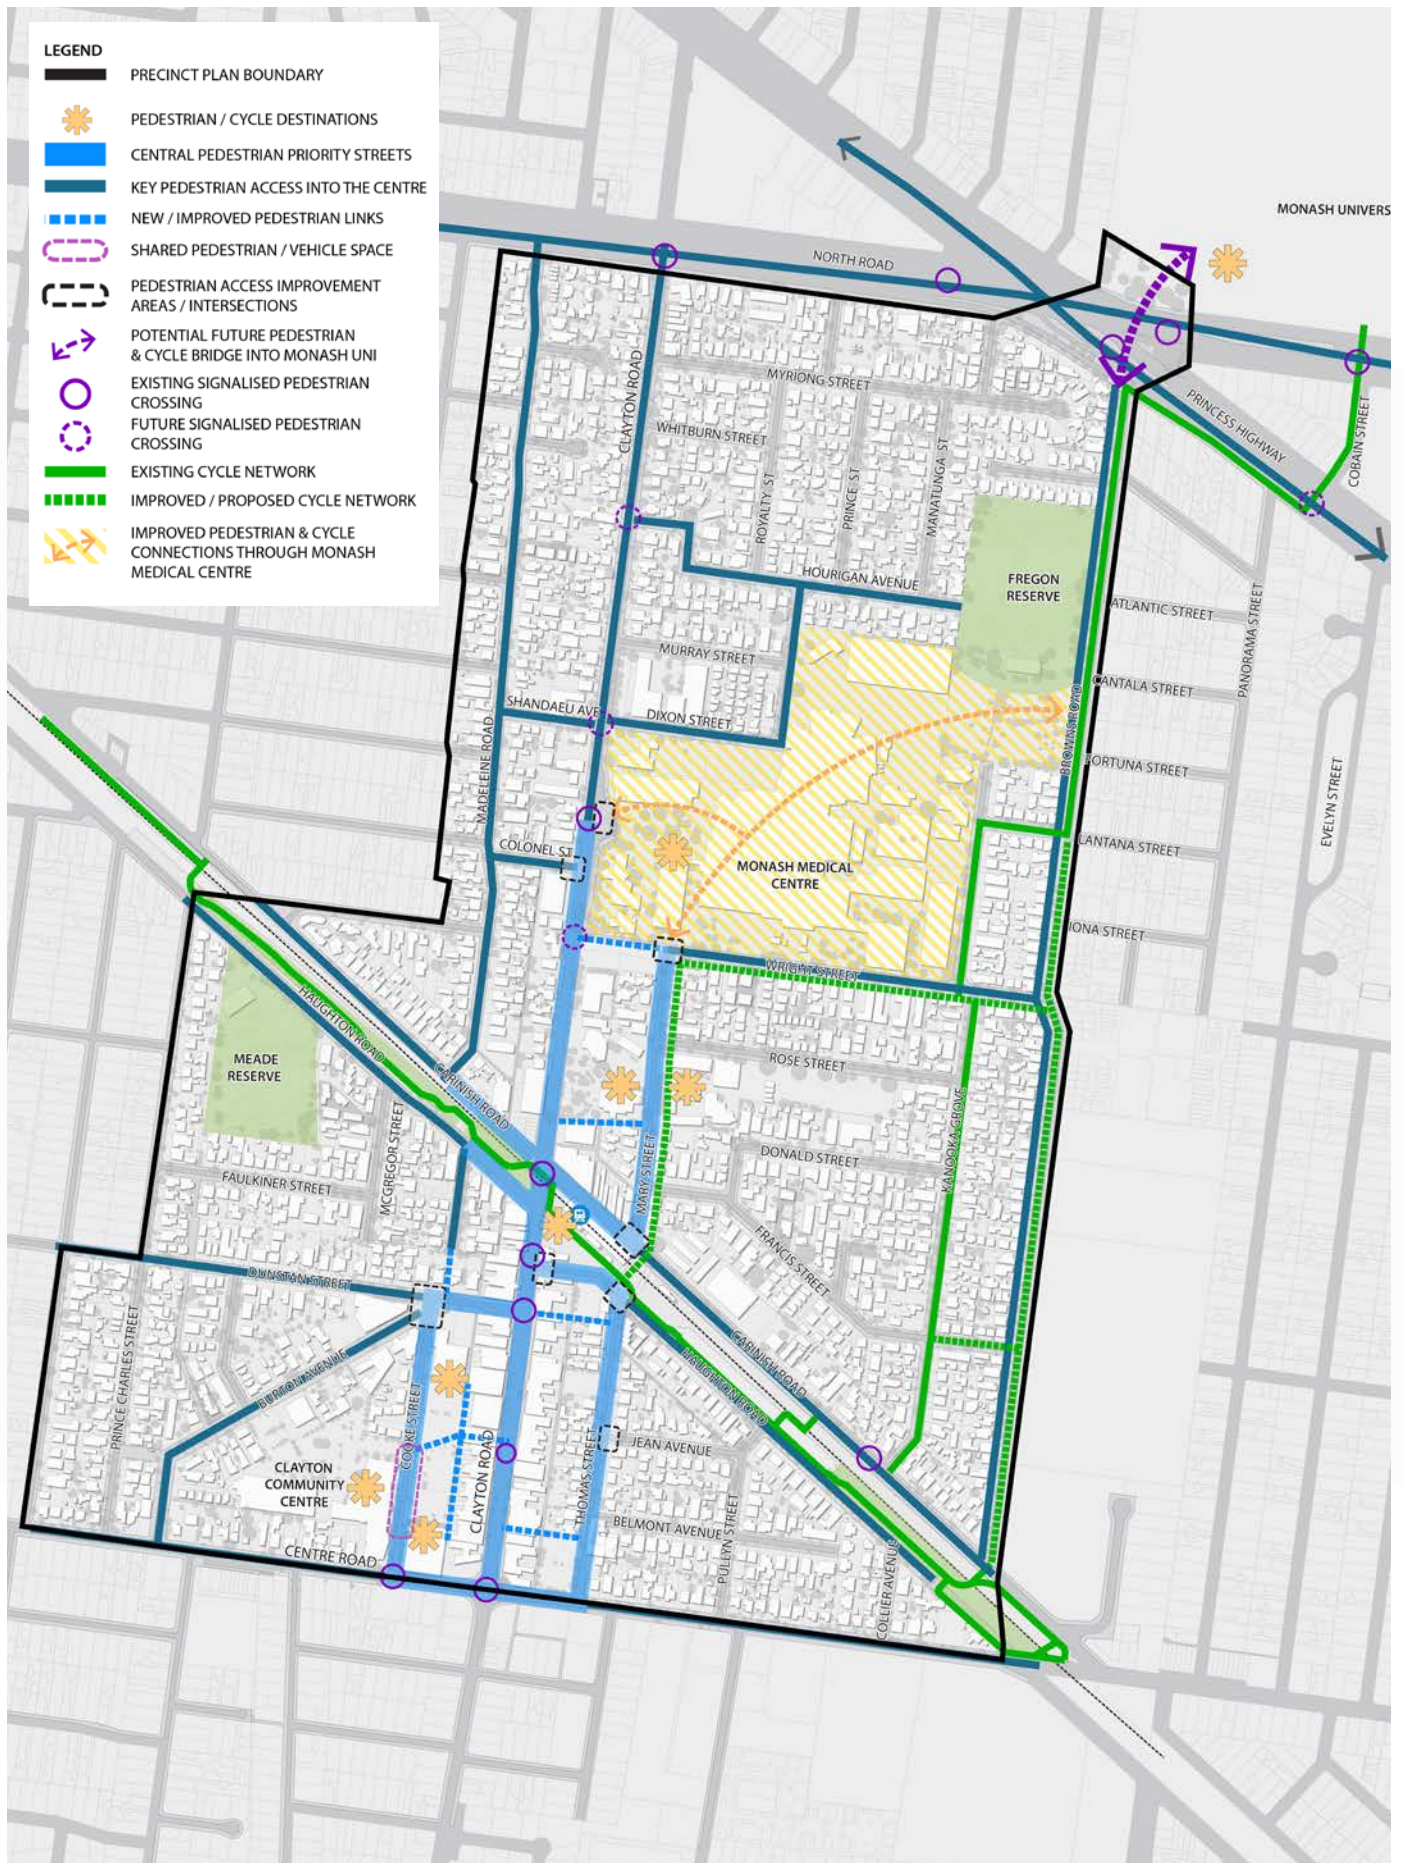 LEGEND
PRECINCT PLAN BOUNDARY
PEDESTRIAN / CYCLE DESTINATIONS
CENTRAL PEDESTRIAN PRIORITY STREETS
KEY PEDESTRIAN ACCESS INTO THE CENTRE
NEW / IMPROVED PEDESTRIAN LINKS
SHARED PEDESTRIAN / VEHICLE SPACE
PEDESTRIAN ACCESS IMPROVEMENT
AREAS / INTERSECTIONS
POTENTIAL FUTURE PEDESTRIAN
& CYCLE BRIDGE INTO MONASH UNI
EXISTING SIGNALISED PEDESTRIAN
CROSSING
FUTURE SIGNALISED PEDESTRIAN
CROSSING
EXISTING CYCLE NETWORK
IMPROVED / PROPOSED CYCLE NETWORK
IMPROVED PEDESTRIAN & CYCLE
CONNECTIONS THROUGH MONASH
MEDICAL CENTRE
MONASH UNIVERS
NORTH ROAD
MYRIONG STREET
CLAYTON ROAD
WHITBURN STREET
PRINCESS HIGHWAY
COBAIN STREET
ROYALTY ST
PRINCE ST
MANATUNGA ST
HOURIGAN AVENUE
FREGON
RESERVE
ATLANTIC STREET
PANORAMA STREET
MURRAY STREET
CANTALA STREET
SHANDAEU AVE
DIXON STREET
MADELEINE ROAD
BROWNS ROAD
FORTUNA STREET
EVELYN STREET
COLONEL ST
LANTANA STREET
MONASH MEDICAL
CENTRE
IONA STREET
WRIGHT STREET
HAUGHTON ROAD
MEADE
RESERVE
CARINISH ROAD
ROSE STREET
KANOOKA GROVE
MCGREGOR STREET
MARY STREET
DONALD STREET
FAULKINER STREET
FRANCIS STREET
DUNSTAN STREET
PRINCE CHARLES STREET
BURTON AVENUE
COOKE STREET
CARINISH ROAD
HAUGHTON ROAD
CLAYTON ROAD
THOMAS STREET
JEAN AVENUE
CLAYTON
COMMUNITY
CENTRE
BELMONT AVENUE
PULLYN STREET
CENTRE ROAD
COLLIER AVENUE